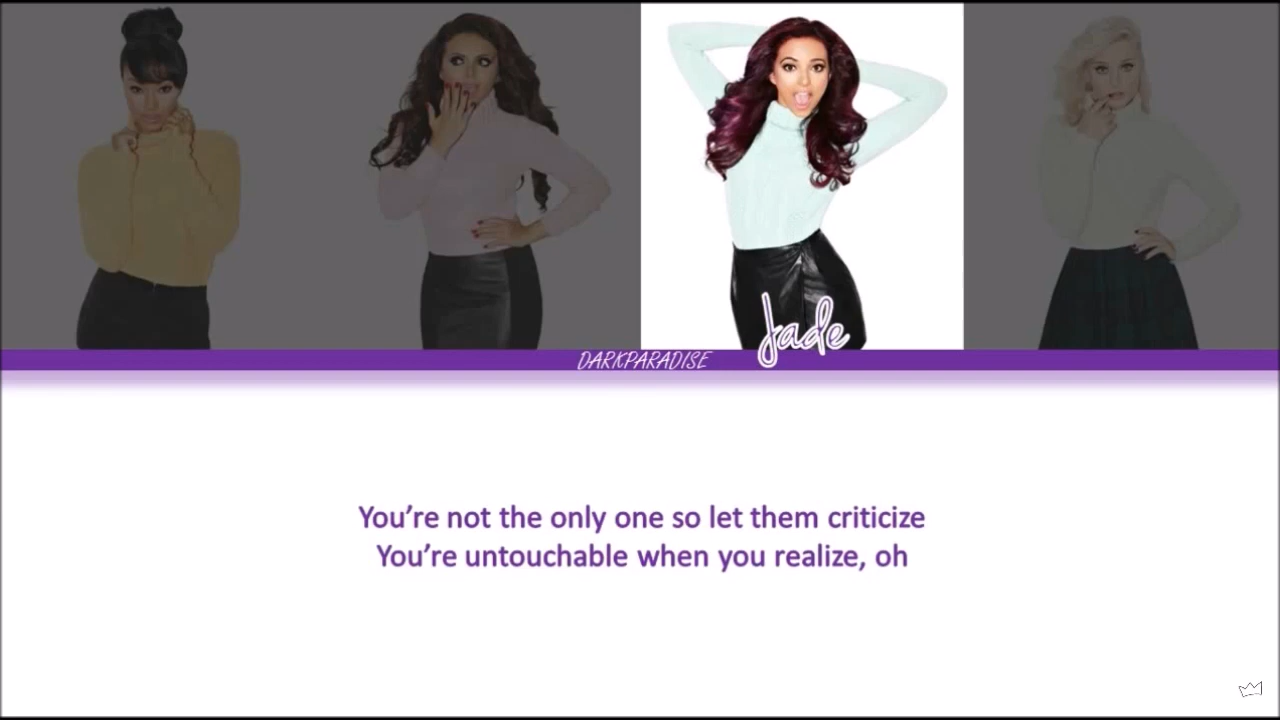 Jade
DARKPARADISE
You’re not the only one so let them criticize
You’re untouchable when you realize, oh